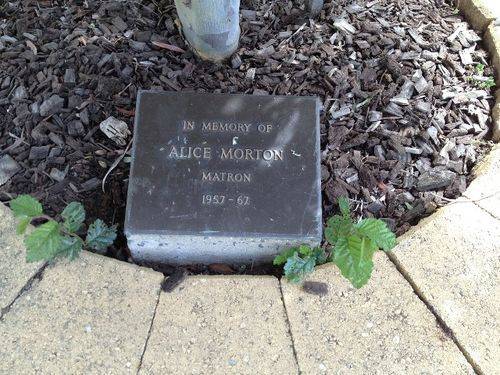 IN MEMORY OF
ALICE MORTON
MATRON
1957-67